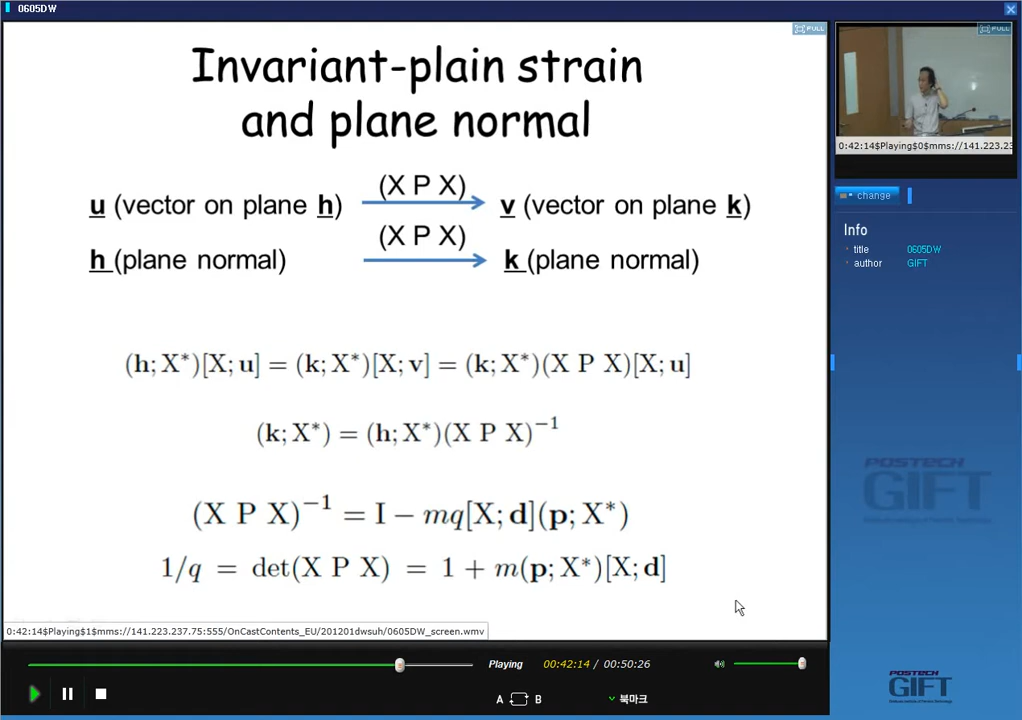 0605DW
FULL
Invariant-plain strain
and plane normal
u (vector on plane h) (X P X) v (vector on plane k)
h (plane normal) (X P X) k (plane normal)
(h; X*)[X; u] = (k; X*)[X; v] = (k; X*)(X P X)[X; u]
(k; X*) = (h; X*)(X P X)⁻¹
(X P X)⁻¹ = I − mq[X; d](p; X*)
1/q = det(X P X) = 1 + m(p; X*)[X; d]
0:42:14$Playing$1$mms://141.223.237.75:555/OnCastContents_EU/201201dwsuh/0605DW_screen.wmv
Playing 00:42:14 / 00:50:26
A B 북마크
FULL
0:42:14$Playing$0$mms://141.223.23
change
Info
title 0605DW
author GIFT
POSTECH
GIFT
POSTECH
GIFT